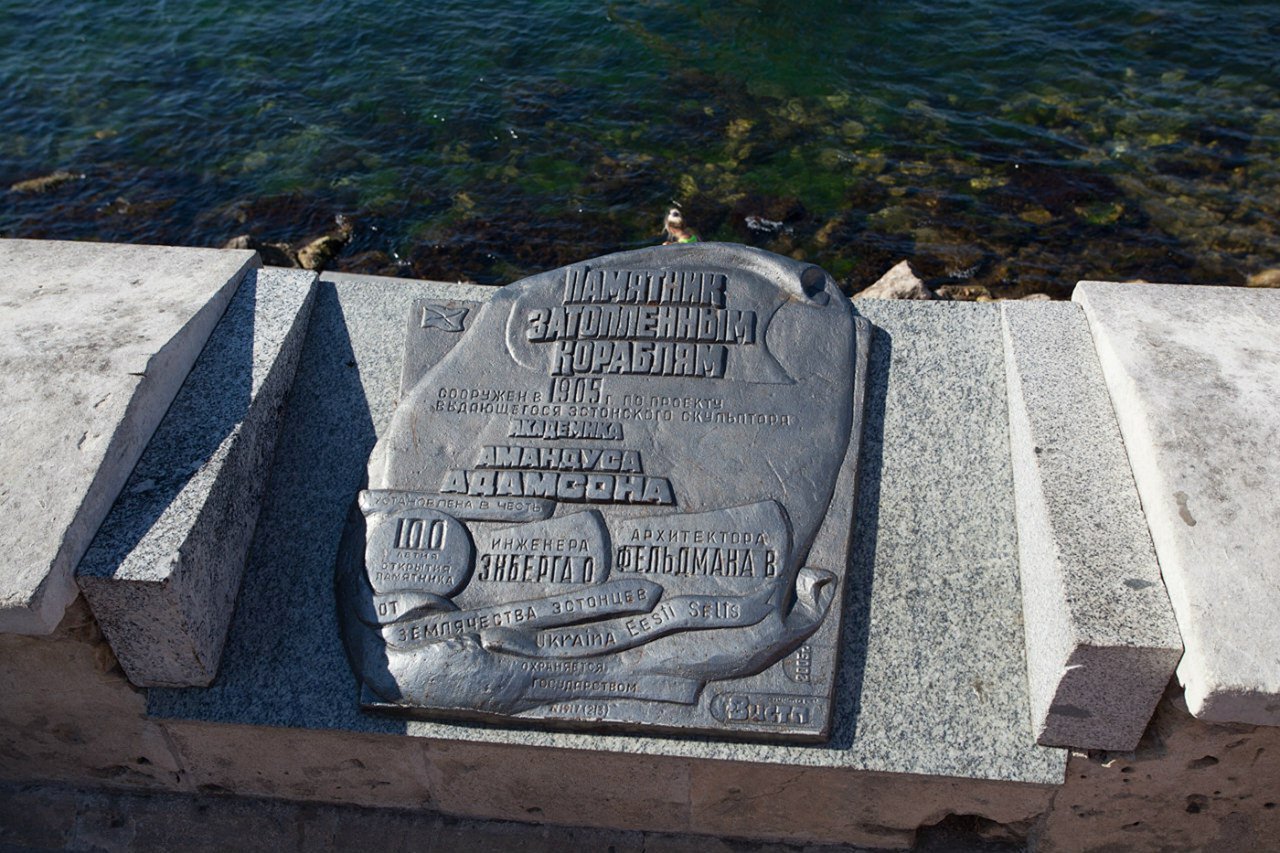 ПАМЯТНИК
ЗАТОПЛЕННЫМ
КОРАБЛЯМ
СООРУЖЕН В 1905 г. ПО ПРОЕКТУ
ВЫДАЮЩЕГОСЯ ЭСТОНСКОГО СКУЛЬПТОРА
АКАДЕМИКА
АМАНДУСА
АДАМСОНА
УСТАНОВЛЕНА В ЧЕСТЬ
100
ЛЕТИЯ
ОТКРЫТИЯ
ПАМЯТНИКА
ИНЖЕНЕРА
ЭНБЕРГА О
АРХИТЕКТОРА
ФЕЛЬДМАНА В
ОТ
ЗЕМЛЯЧЕСТВА ЭСТОНЦЕВ
UKRAINA EESTI SELTS
ОХРАНЯЕТСЯ
ГОСУДАРСТВОМ
2005г